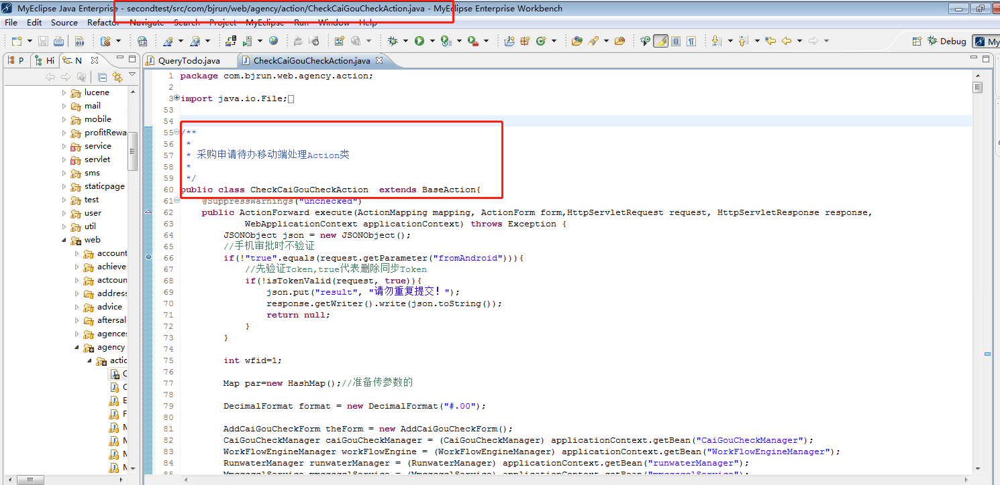 MyEclipse Java Enterprise - secondtest/src/com/bjrun/web/agency/action/CheckCaiGouCheckAction.java - MyEclipse Enterprise Workbench
File Edit Source Refactor Navigate Search Project MyEclipse Run Window Help
Debug My
P Hi N QueryTodo.java CheckCaiGouCheckAction.java
lucene
mail
mobile
profitRewa
service
servlet
sms
staticpage
test
user
util
web
account
achieve
actcoun
address
advice
aftersal
agences
agency
actio
1 package com.bjrun.web.agency.action;
2
3 import java.io.File;
53
54
55 /**
56 *
57 * 采购申请待办移动端处理Action类
58 *
59 */
60 public class CheckCaiGouCheckAction  extends BaseAction{
61 @SuppressWarnings("unchecked")
62 public ActionForward execute(ActionMapping mapping, ActionForm form,HttpServletRequest request, HttpServletResponse response,
63 WebApplicationContext applicationContext) throws Exception {
64 JSONObject json = new JSONObject();
65 //手机审批时不验证
66 if(!"true".equals(request.getParameter("fromAndroid"))){
67 //先验证Token,true代表删除同步Token
68 if(!isTokenValid(request, true)){
69 json.put("result", "请勿重复提交！");
70 response.getWriter().write(json.toString());
71 return null;
72 }
73 }
74
75 int wfid=1;
76
77 Map par=new HashMap();//准备传参数的
78
79 DecimalFormat format = new DecimalFormat("#.00");
80
81 AddCaiGouCheckForm theForm = new AddCaiGouCheckForm();
82 CaiGouCheckManager caiGouCheckManager = (CaiGouCheckManager) applicationContext.getBean("CaiGouCheckManager");
83 WorkFlowEngineManager workFlowEngine = (WorkFlowEngineManager) applicationContext.getBean("WorkFlowEngineManager");
84 RunwaterManager runwaterManager = (RunwaterManager) applicationContext.getBean("runwaterManager");